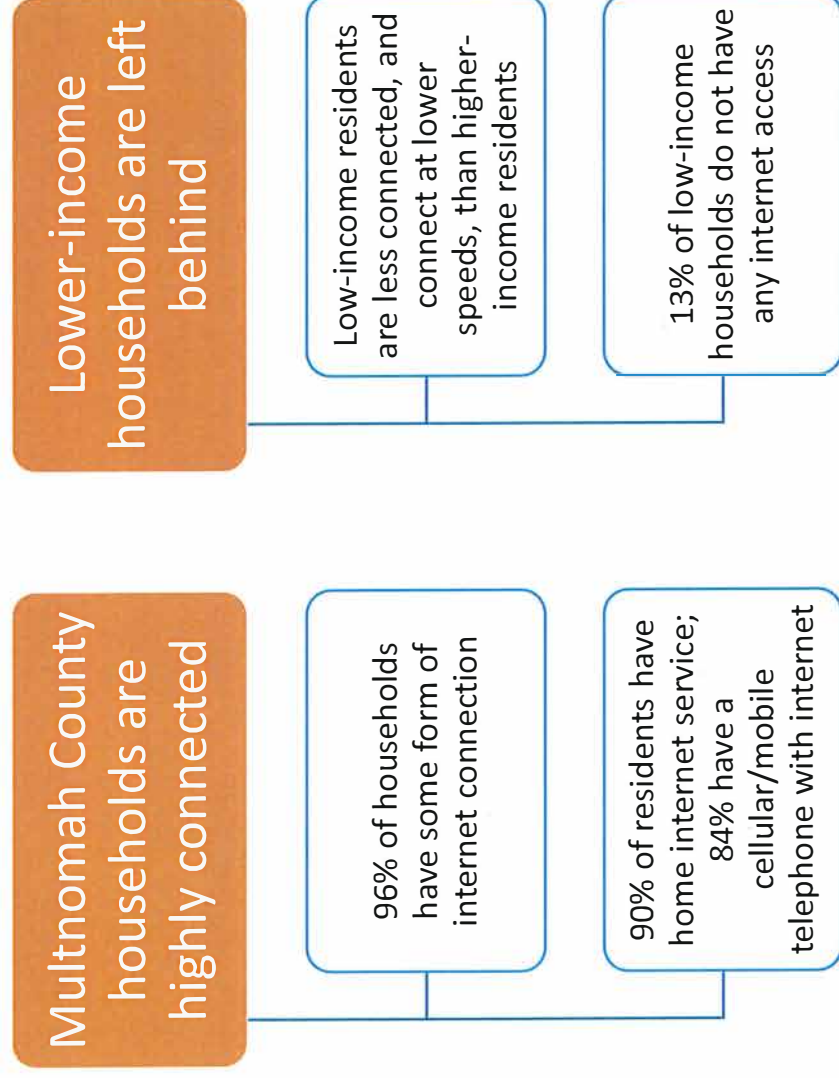 Multnomah County
households are
highly connected
96% of households
have some form of
internet connection
90% of residents have
home internet service;
84% have a
cellular/mobile
telephone with internet
Lower-income
households are left
behind
Low-income residents
are less connected, and
connect at lower
speeds, than higher-
income residents
13% of low-income
households do not have
any internet access